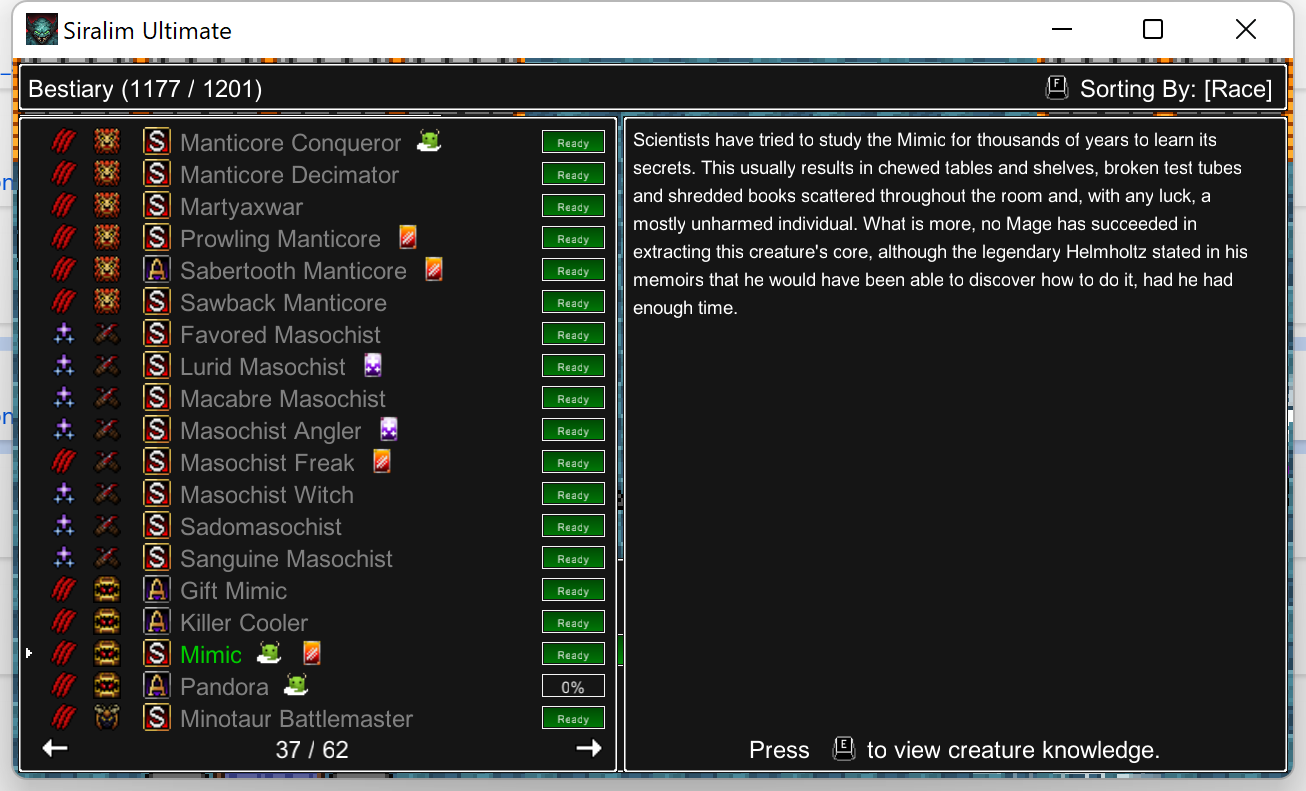 Siralim Ultimate
Bestiary (1177 / 1201)
F Sorting By: [Race]
S Manticore Conqueror Ready
S Manticore Decimator Ready
S Martyaxwar Ready
S Prowling Manticore Ready
A Sabertooth Manticore Ready
S Sawback Manticore Ready
S Favored Masochist Ready
S Lurid Masochist Ready
S Macabre Masochist Ready
S Masochist Angler Ready
S Masochist Freak Ready
S Masochist Witch Ready
S Sadomasochist Ready
S Sanguine Masochist Ready
A Gift Mimic Ready
A Killer Cooler Ready
S Mimic Ready
A Pandora 0%
S Minotaur Battlemaster Ready
37 / 62
Scientists have tried to study the Mimic for thousands of years to learn its
secrets. This usually results in chewed tables and shelves, broken test tubes
and shredded books scattered throughout the room and, with any luck, a
mostly unharmed individual. What is more, no Mage has succeeded in
extracting this creature's core, although the legendary Helmholtz stated in his
memoirs that he would have been able to discover how to do it, had he had
enough time.
Press E to view creature knowledge.